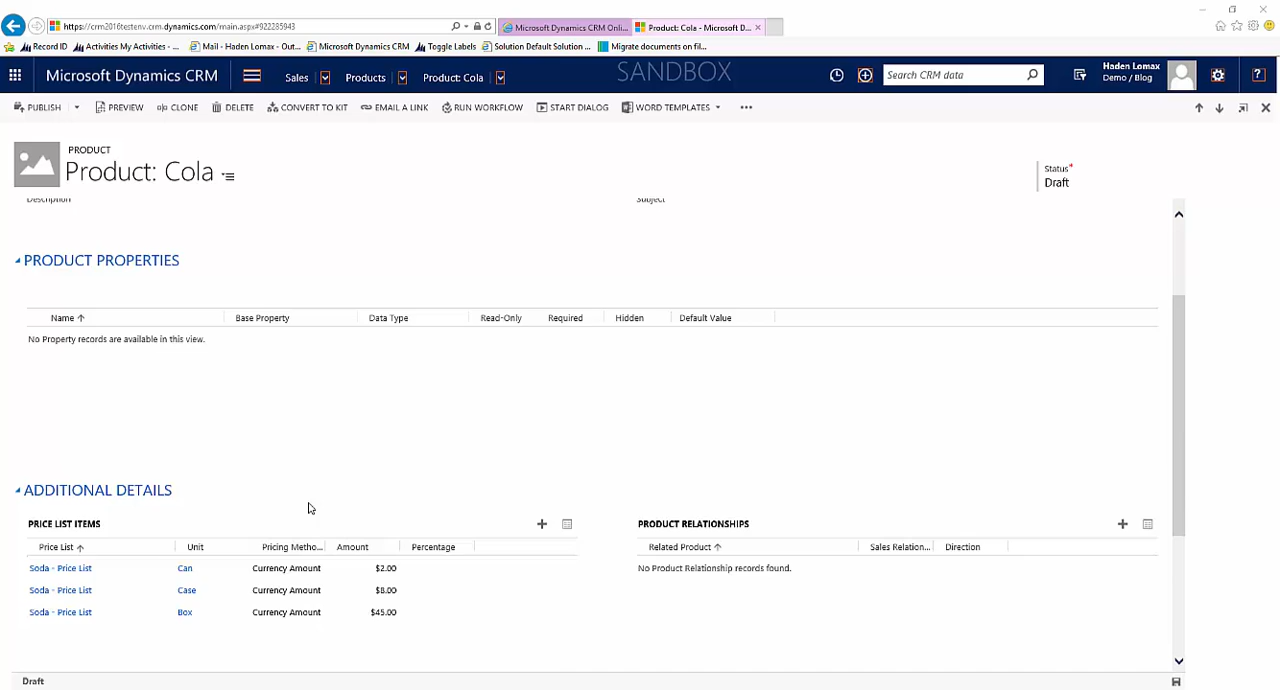 https://crm2016testenv.crm.dynamics.com/main.aspx#922285943
Microsoft Dynamics CRM Onli...
Product: Cola - Microsoft D...
Record ID
Activities My Activities - ...
Mail - Haden Lomax - Out...
Microsoft Dynamics CRM
Toggle Labels
Solution Default Solution ...
Migrate documents on fil...
Microsoft Dynamics CRM
Sales
Products
Product: Cola
SANDBOX
Search CRM data
Haden Lomax
Demo / Blog
?
PUBLISH
PREVIEW
CLONE
DELETE
CONVERT TO KIT
EMAIL A LINK
RUN WORKFLOW
START DIALOG
WORD TEMPLATES
PRODUCT
Product: Cola
Status*
Draft
Description
Subject
PRODUCT PROPERTIES
Name Base Property Data Type Read-Only Required Hidden Default Value
No Property records are available in this view.
ADDITIONAL DETAILS
PRICE LIST ITEMS
Price List Unit Pricing Metho... Amount Percentage
Soda - Price List Can Currency Amount $2.00
Soda - Price List Case Currency Amount $8.00
Soda - Price List Box Currency Amount $45.00
PRODUCT RELATIONSHIPS
Related Product Sales Relation... Direction
No Product Relationship records found.
Draft